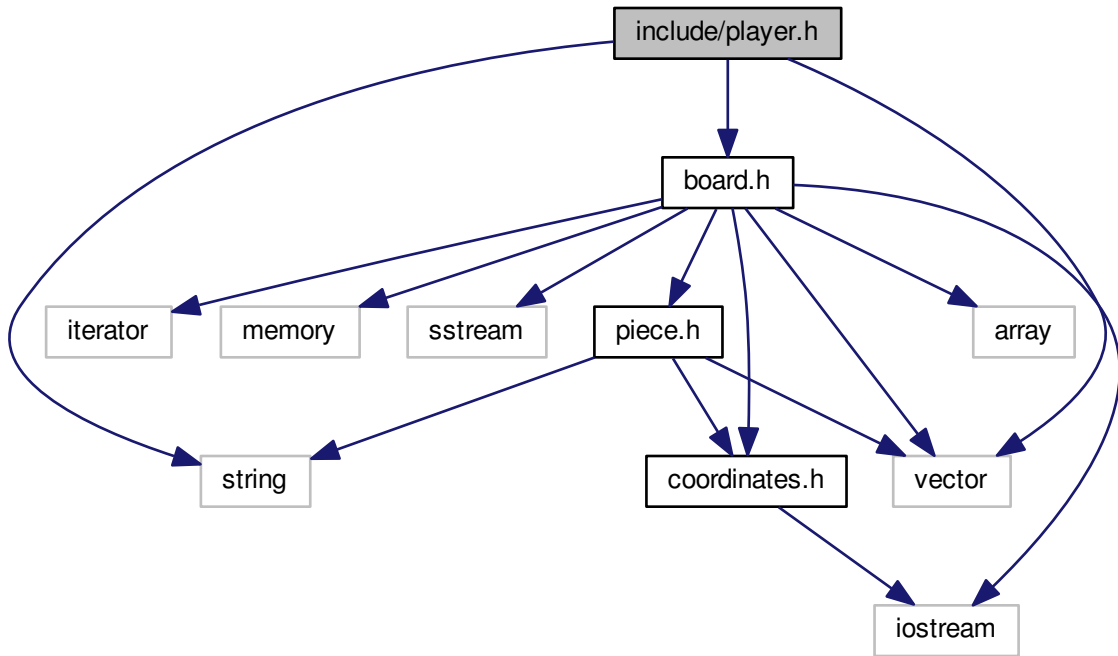 include/player.h
board.h
iterator
memory
sstream
piece.h
array
string
coordinates.h
vector
iostream